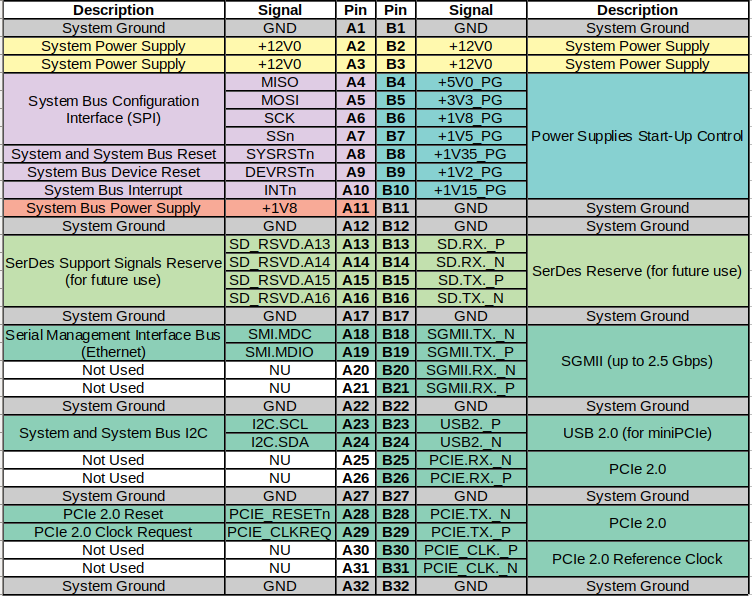 Description Signal Pin Pin Signal Description
System Ground GND A1 B1 GND System Ground
System Power Supply +12V0 A2 B2 +12V0 System Power Supply
System Power Supply +12V0 A3 B3 +12V0 System Power Supply
System Bus Configuration Interface (SPI) MISO A4 B4 +5V0_PG Power Supplies Start-Up Control
MOSI A5 B5 +3V3_PG
SCK A6 B6 +1V8_PG
SSn A7 B7 +1V5_PG
System and System Bus Reset SYSRSTn A8 B8 +1V35_PG
System Bus Device Reset DEVRSTn A9 B9 +1V2_PG
System Bus Interrupt INTn A10 B10 +1V15_PG
System Bus Power Supply +1V8 A11 B11 GND System Ground
System Ground GND A12 B12 GND System Ground
SerDes Support Signals Reserve (for future use) SD_RSVD.A13 A13 B13 SD.RX._P SerDes Reserve (for future use)
SD_RSVD.A14 A14 B14 SD.RX._N
SD_RSVD.A15 A15 B15 SD.TX._P
SD_RSVD.A16 A16 B16 SD.TX._N
System Ground GND A17 B17 GND System Ground
Serial Management Interface Bus (Ethernet) SMI.MDC A18 B18 SGMII.TX._N SGMII (up to 2.5 Gbps)
SMI.MDIO A19 B19 SGMII.TX._P
Not Used NU A20 B20 SGMII.RX._N
Not Used NU A21 B21 SGMII.RX._P
System Ground GND A22 B22 GND System Ground
System and System Bus I2C I2C.SCL A23 B23 USB2._P USB 2.0 (for miniPCIe)
I2C.SDA A24 B24 USB2._N
Not Used NU A25 B25 PCIE.RX._N PCIe 2.0
Not Used NU A26 B26 PCIE.RX._P
System Ground GND A27 B27 GND System Ground
PCIe 2.0 Reset PCIE_RESETn A28 B28 PCIE.TX._N PCIe 2.0
PCIe 2.0 Clock Request PCIE_CLKREQ A29 B29 PCIE.TX._P
Not Used NU A30 B30 PCIE_CLK._P PCIe 2.0 Reference Clock
Not Used NU A31 B31 PCIE_CLK._N
System Ground GND A32 B32 GND System Ground